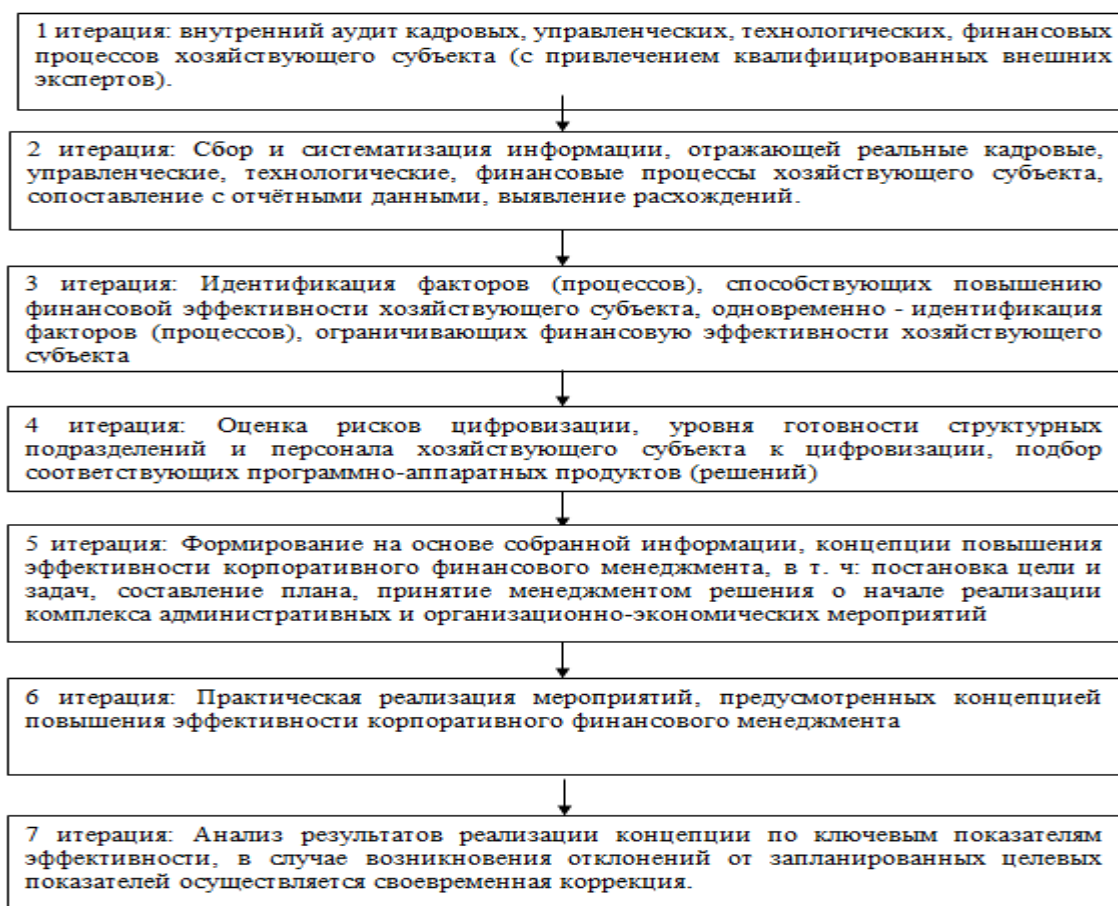 1 итерация: внутренний аудит кадровых, управленческих, технологических, финансовых
процессов хозяйствующего субъекта (с привлечением квалифицированных внешних
экспертов).
2 итерация: Сбор и систематизация информации, отражающей реальные кадровые,
управленческие, технологические, финансовые процессы хозяйствующего субъекта,
сопоставление с отчётными данными, выявление расхождений.
3 итерация: Идентификация факторов (процессов), способствующих повышению
финансовой эффективности хозяйствующего субъекта, одновременно - идентификация
факторов (процессов), ограничивающих финансовую эффективности хозяйствующего
субъекта
4 итерация: Оценка рисков цифровизации, уровня готовности структурных
подразделений и персонала хозяйствующего субъекта к цифровизации, подбор
соответствующих программно-аппаратных продуктов (решений)
5 итерация: Формирование на основе собранной информации, концепции повышения
эффективности корпоративного финансового менеджмента, в т. ч: постановка цели и
задач, составление плана, принятие менеджментом решения о начале реализации
комплекса административных и организационно-экономических мероприятий
6 итерация: Практическая реализация мероприятий, предусмотренных концепцией
повышения эффективности корпоративного финансового менеджмента
7 итерация: Анализ результатов реализации концепции по ключевым показателям
эффективности, в случае возникновения отклонений от запланированных целевых
показателей осуществляется своевременная коррекция.